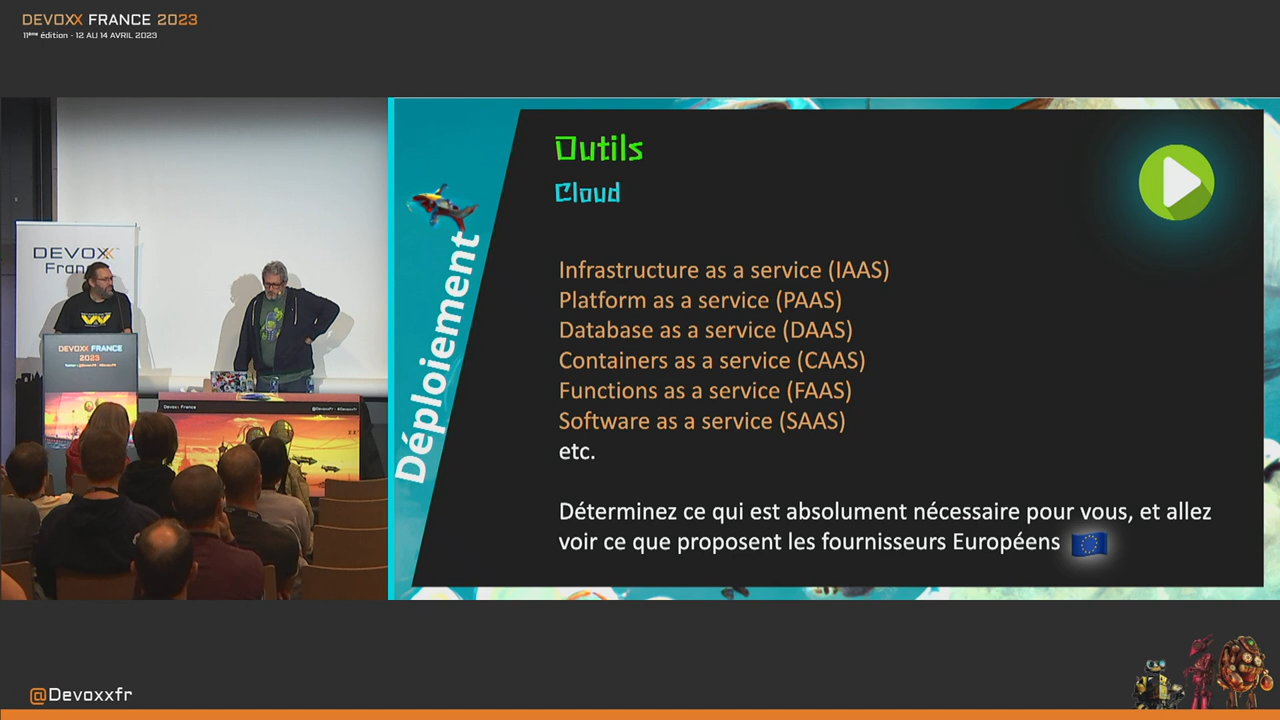 DEVOXX FRANCE 2023
11ème édition - 12 AU 14 AVRIL 2023
DEVOXX
France
DEVOXX FRANCE
2023
Devoxx France
@DevoxxFR
Déploiement
Outils
Cloud
Infrastructure as a service (IAAS)
Platform as a service (PAAS)
Database as a service (DAAS)
Containers as a service (CAAS)
Functions as a service (FAAS)
Software as a service (SAAS)
etc.
Déterminez ce qui est absolument nécessaire pour vous, et allez
voir ce que proposent les fournisseurs Européens
@Devoxxfr